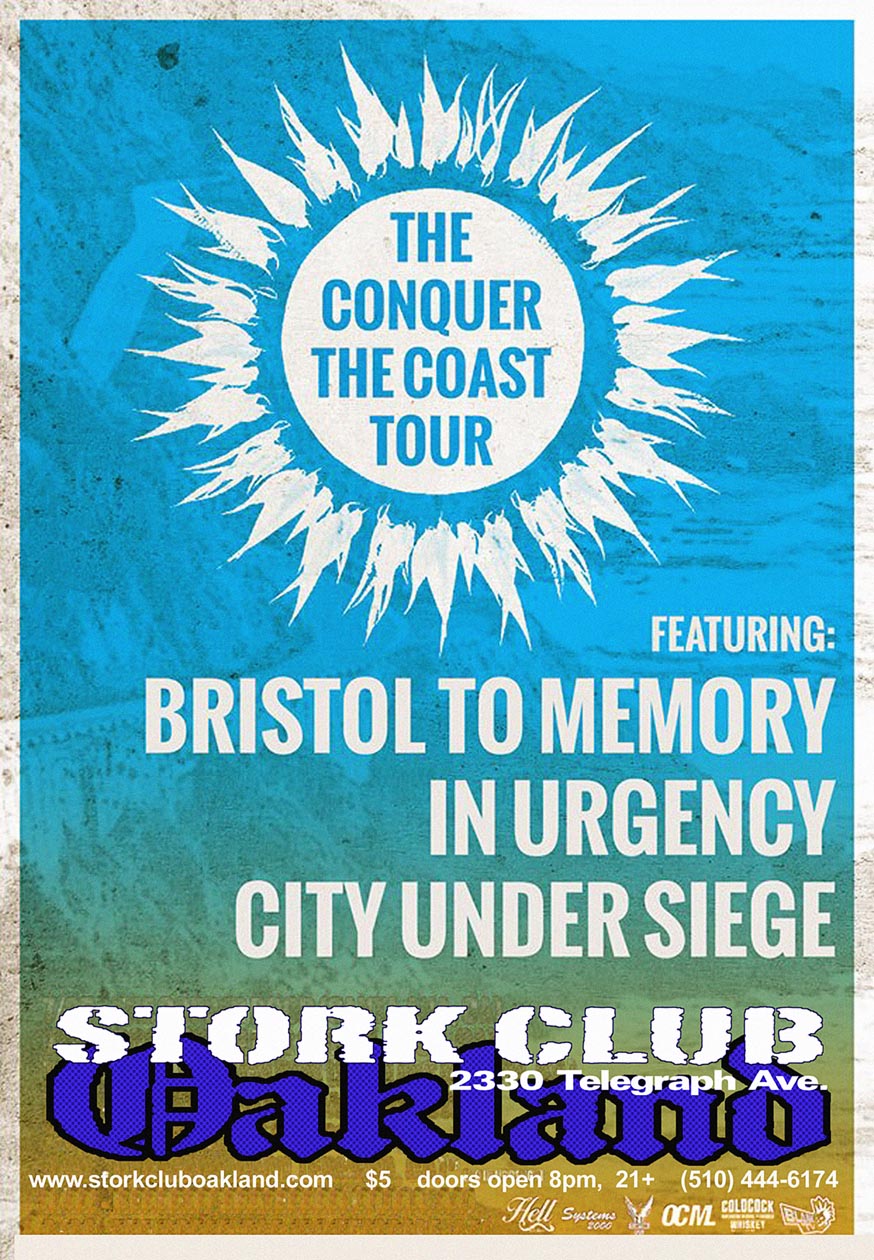 THE
CONQUER
THE COAST
TOUR
FEATURING:
BRISTOL TO MEMORY
IN URGENCY
CITY UNDER SIEGE
STORK CLUB
Oakland
2330 Telegraph Ave.
www.storkcluboakland.com $5 doors open 8pm, 21+ (510) 444-6174
Hell Systems 2000 OCML COLDCOCK WHISKEY